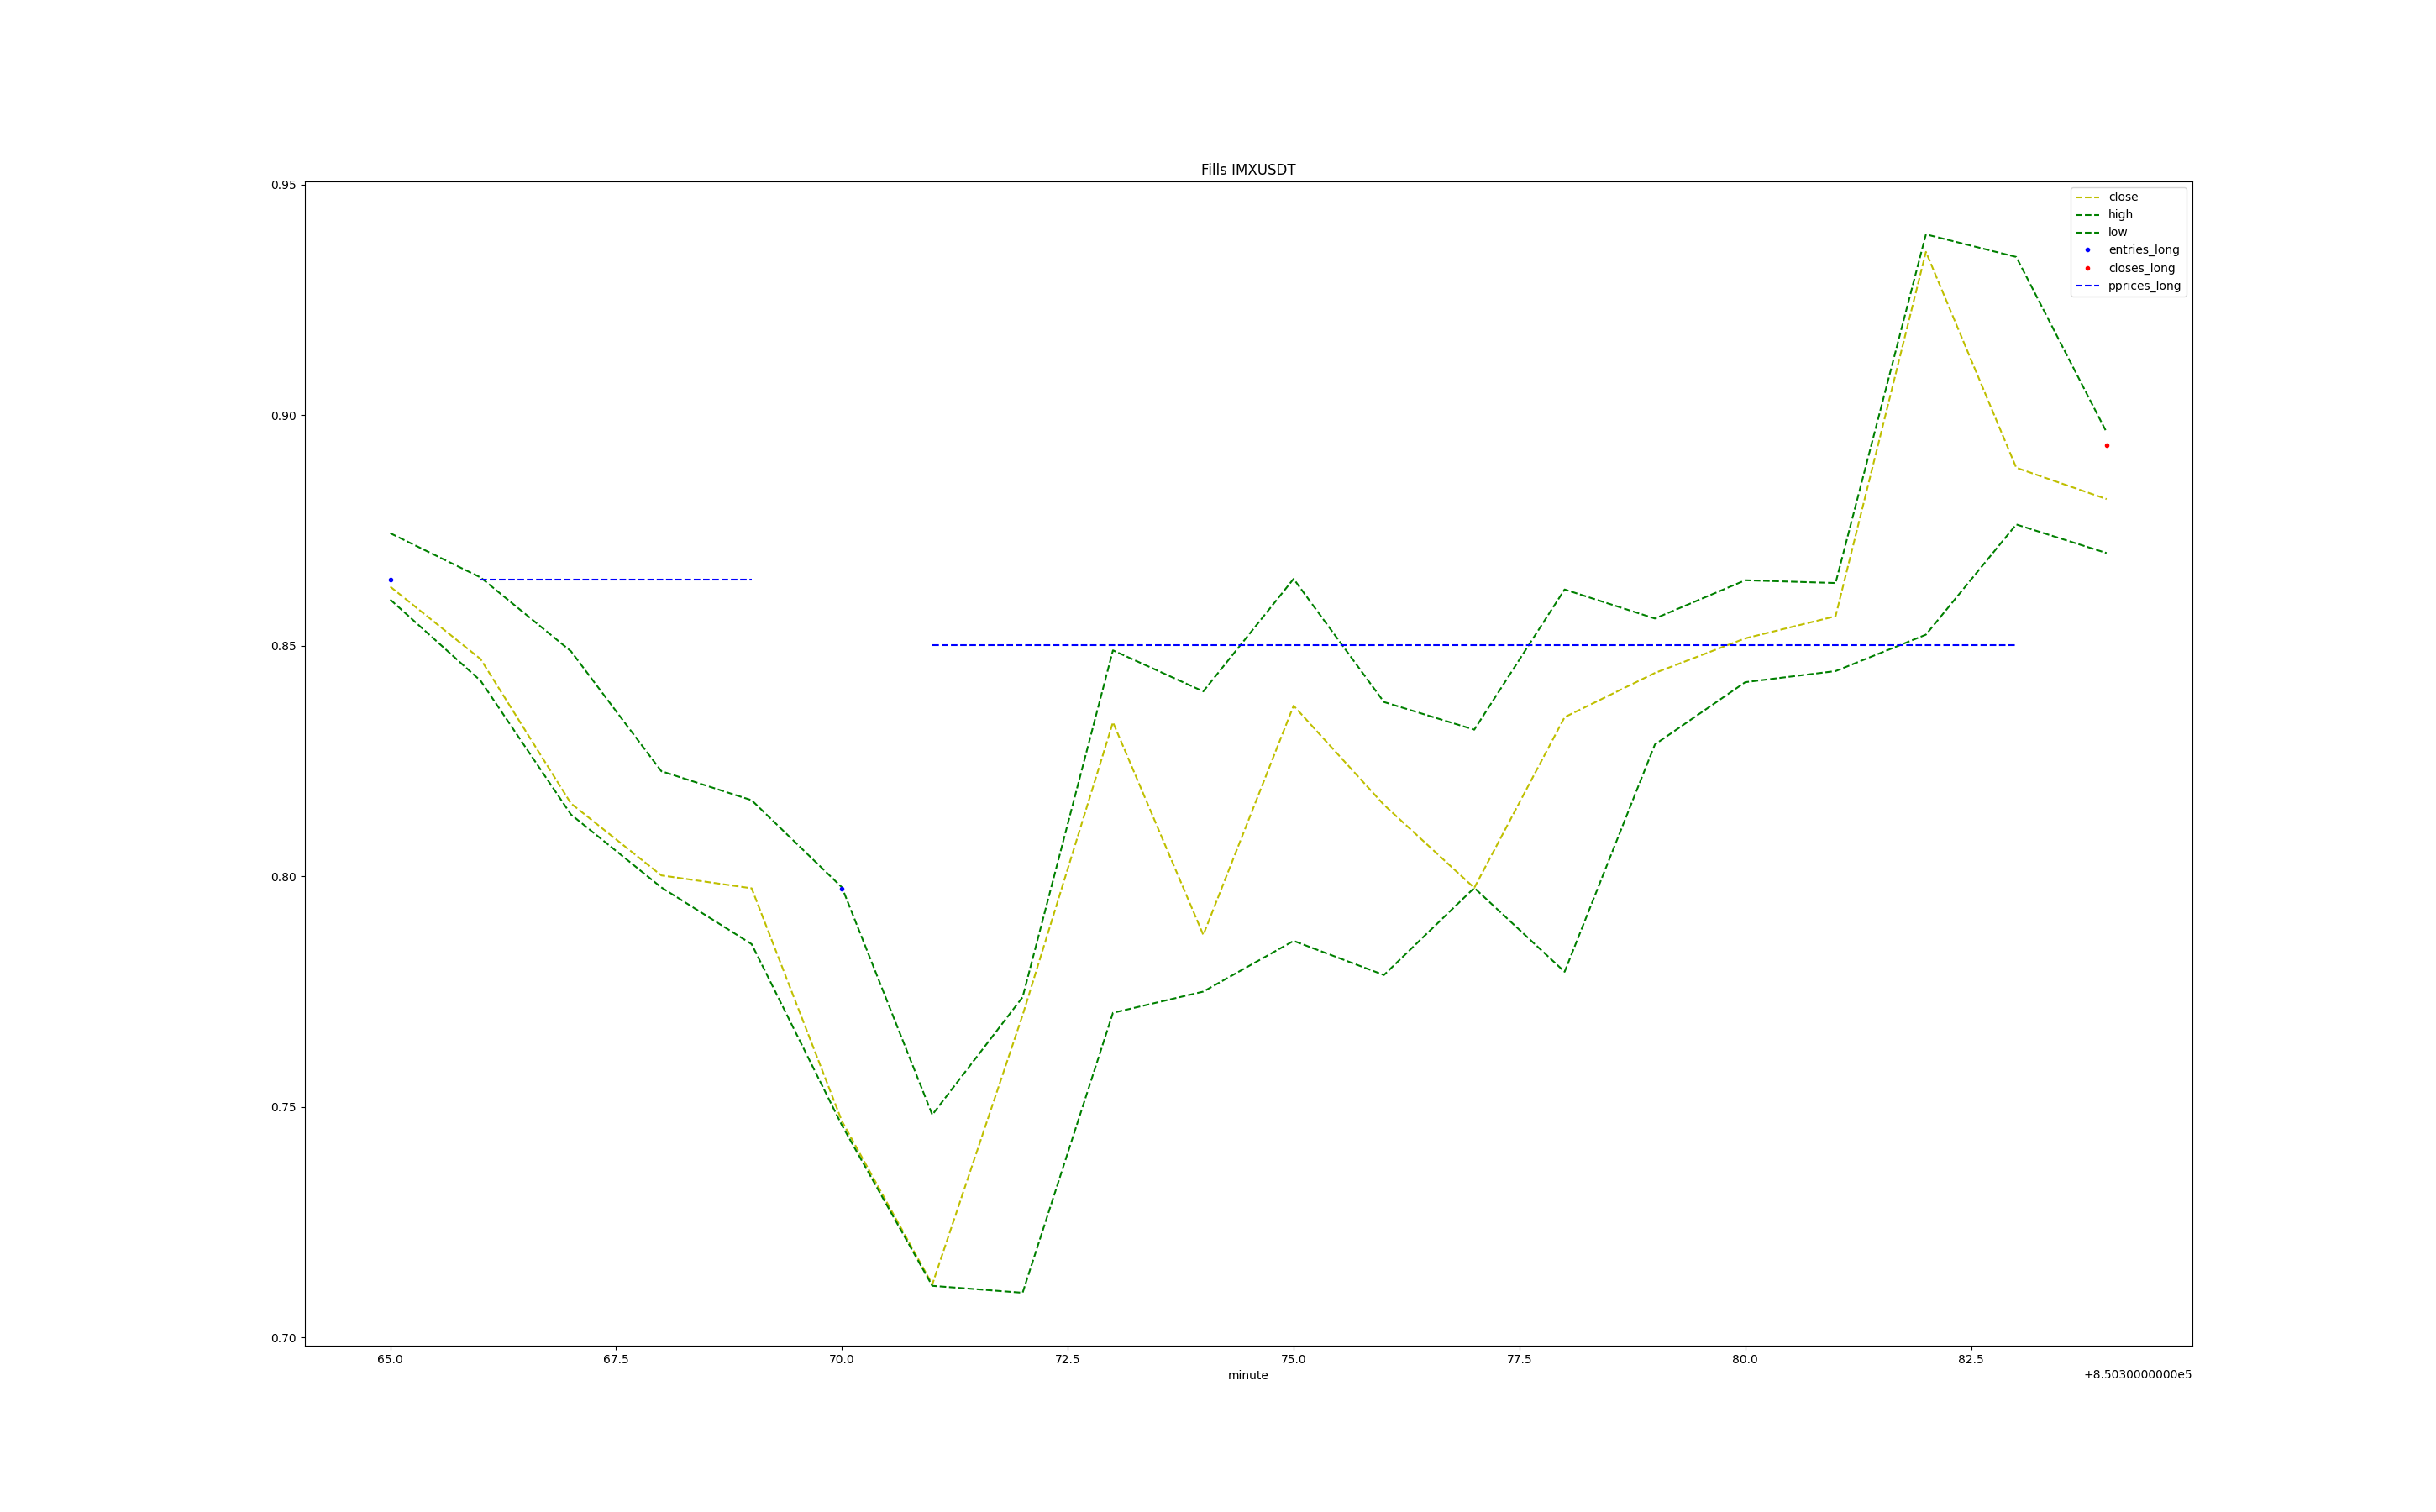 Fills IMXUSDT
0.95
0.90
0.85
0.80
0.75
0.70
close
high
low
entries_long
closes_long
pprices_long
65.0 67.5 70.0 72.5 75.0 77.5 80.0 82.5
minute
+8.5030000000e5